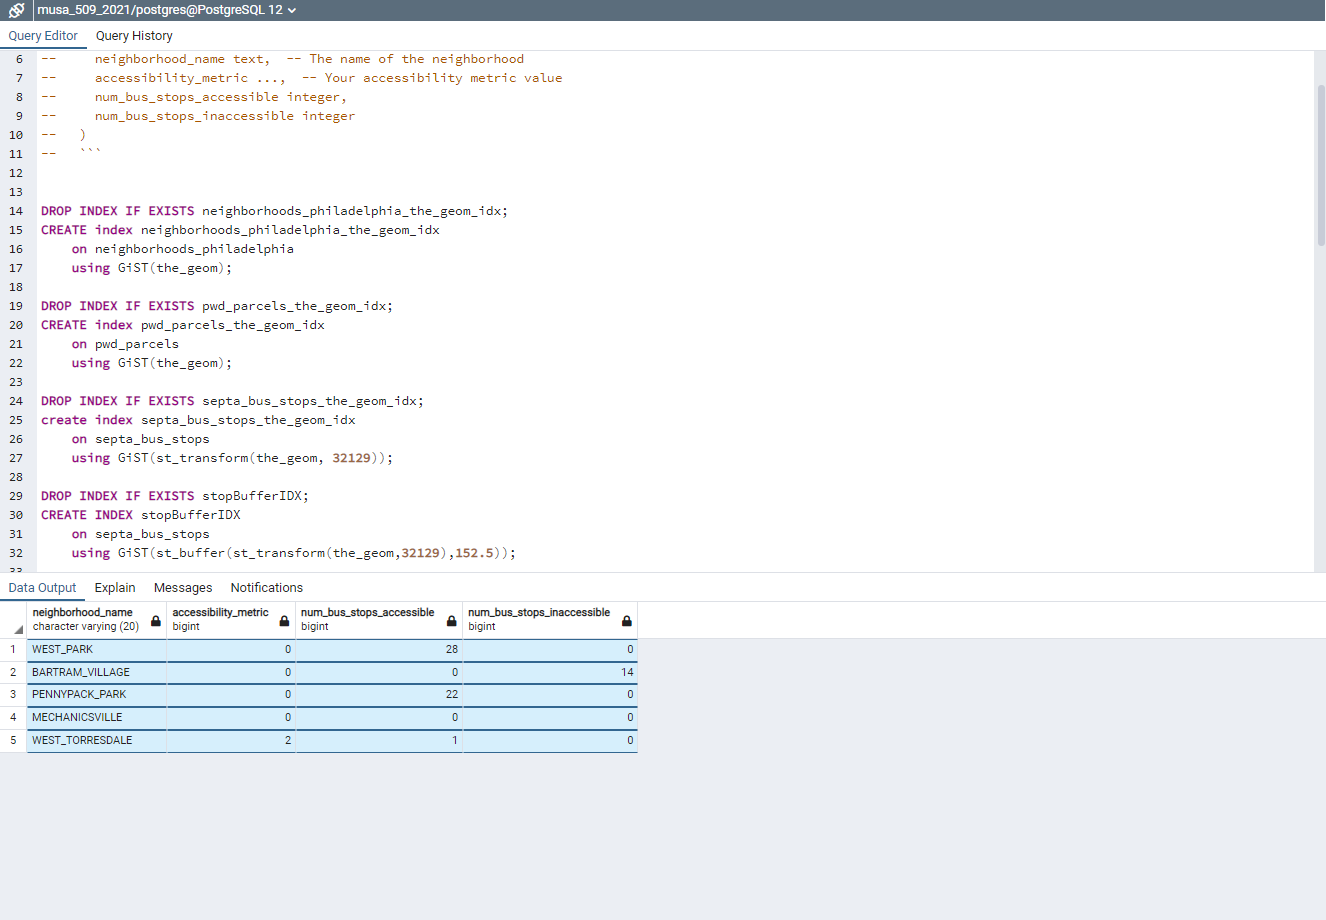 musa_509_2021/postgres@PostgreSQL 12
Query Editor Query History
6 -- neighborhood_name text, -- The name of the neighborhood
7 -- accessibility_metric ..., -- Your accessibility metric value
8 -- num_bus_stops_accessible integer,
9 -- num_bus_stops_inaccessible integer
10 -- )
11 -- ```
12
13
14 DROP INDEX IF EXISTS neighborhoods_philadelphia_the_geom_idx;
15 CREATE index neighborhoods_philadelphia_the_geom_idx
16 on neighborhoods_philadelphia
17 using GiST(the_geom);
18
19 DROP INDEX IF EXISTS pwd_parcels_the_geom_idx;
20 CREATE index pwd_parcels_the_geom_idx
21 on pwd_parcels
22 using GiST(the_geom);
23
24 DROP INDEX IF EXISTS septa_bus_stops_the_geom_idx;
25 create index septa_bus_stops_the_geom_idx
26 on septa_bus_stops
27 using GiST(st_transform(the_geom, 32129));
28
29 DROP INDEX IF EXISTS stopBufferIDX;
30 CREATE INDEX stopBufferIDX
31 on septa_bus_stops
32 using GiST(st_buffer(st_transform(the_geom,32129),152.5));
33
Data Output Explain Messages Notifications
neighborhood_name accessibility_metric num_bus_stops_accessible num_bus_stops_inaccessible
character varying (20) bigint bigint bigint
1 WEST_PARK 0 28 0
2 BARTRAM_VILLAGE 0 0 14
3 PENNYPACK_PARK 0 22 0
4 MECHANICSVILLE 0 0 0
5 WEST_TORRESDALE 2 1 0